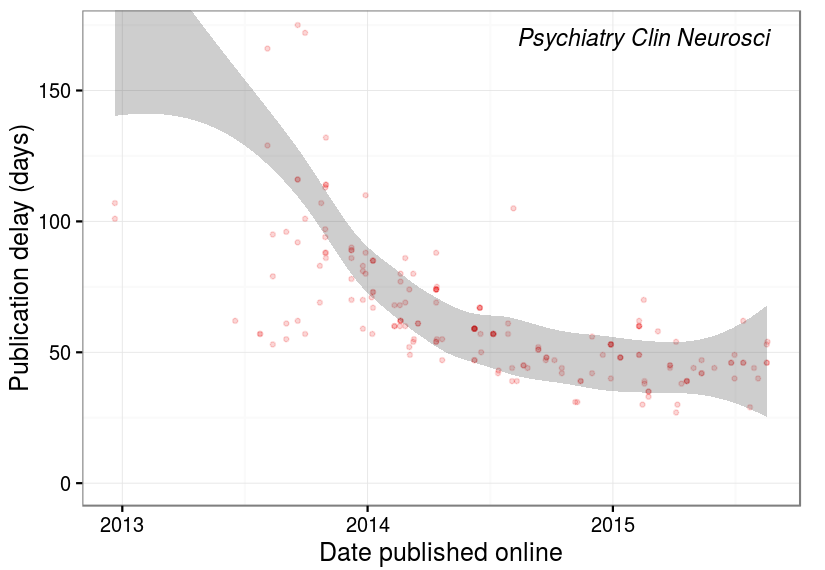 Psychiatry Clin Neurosci
Publication delay (days)
150
100
50
0
2013 2014 2015
Date published online